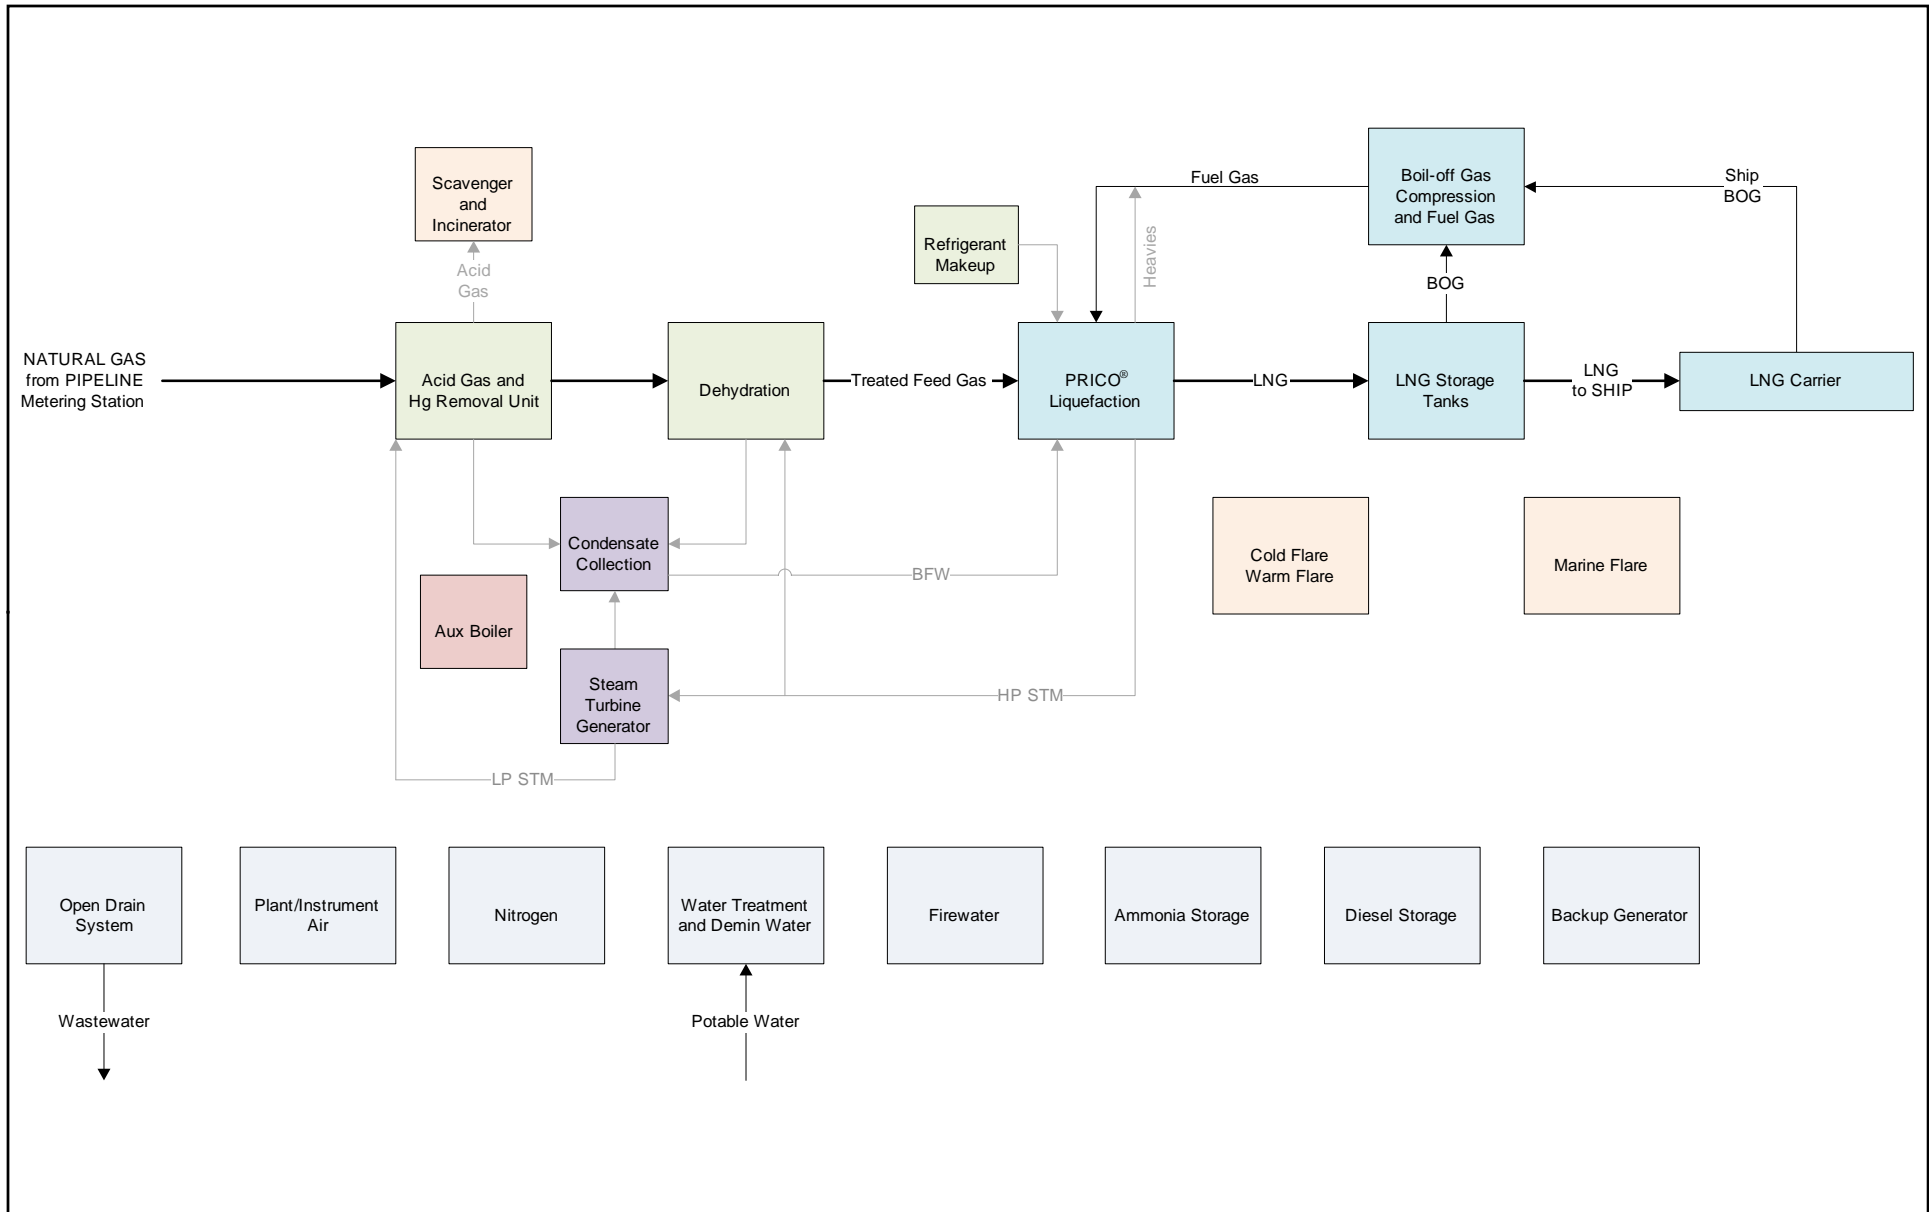 Scavenger
and
Incinerator
Acid
Gas
Refrigerant
Makeup
Fuel Gas
Heavies
Boil-off Gas
Compression
and Fuel Gas
Ship
BOG
BOG
NATURAL GAS
from PIPELINE
Metering Station
Acid Gas and
Hg Removal Unit
Dehydration
Treated Feed Gas
PRICO®
Liquefaction
LNG
LNG Storage
Tanks
LNG
to SHIP
LNG Carrier
Condensate
Collection
BFW
Cold Flare
Warm Flare
Marine Flare
Aux Boiler
Steam
Turbine
Generator
HP STM
LP STM
Open Drain
System
Plant/Instrument
Air
Nitrogen
Water Treatment
and Demin Water
Firewater
Ammonia Storage
Diesel Storage
Backup Generator
Wastewater
Potable Water